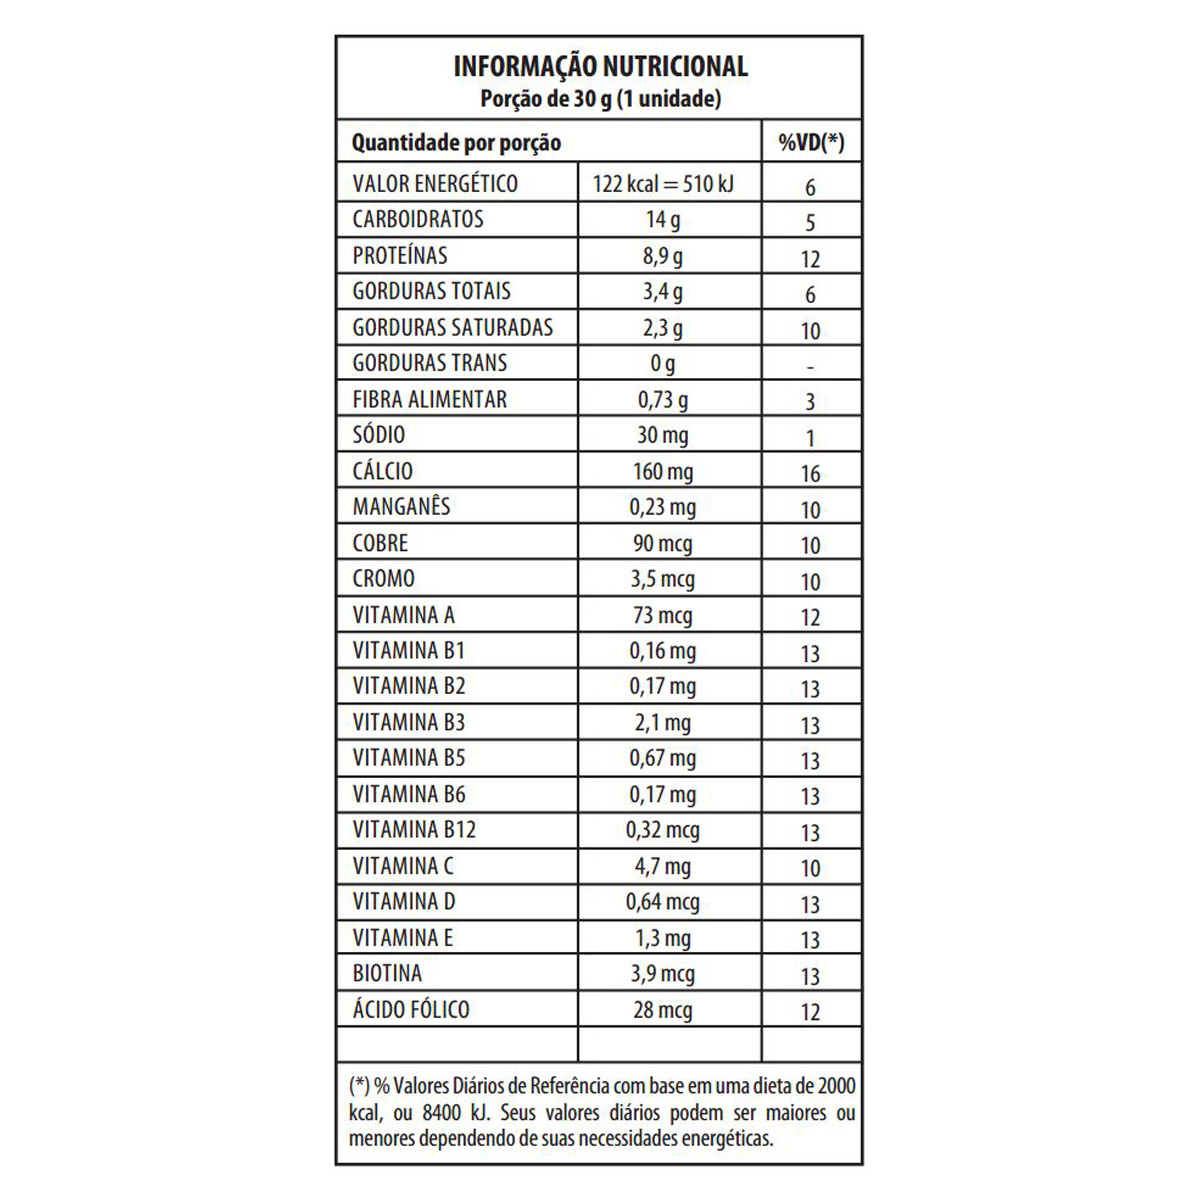 INFORMAÇÃO NUTRICIONAL
Porção de 30 g (1 unidade)
Quantidade por porção %VD(*)
VALOR ENERGÉTICO 122 kcal = 510 kJ 6
CARBOIDRATOS 14 g 5
PROTEÍNAS 8,9 g 12
GORDURAS TOTAIS 3,4 g 6
GORDURAS SATURADAS 2,3 g 10
GORDURAS TRANS 0 g -
FIBRA ALIMENTAR 0,73 g 3
SÓDIO 30 mg 1
CÁLCIO 160 mg 16
MANGANÊS 0,23 mg 10
COBRE 90 mcg 10
CROMO 3,5 mcg 10
VITAMINA A 73 mcg 12
VITAMINA B1 0,16 mg 13
VITAMINA B2 0,17 mg 13
VITAMINA B3 2,1 mg 13
VITAMINA B5 0,67 mg 13
VITAMINA B6 0,17 mg 13
VITAMINA B12 0,32 mcg 13
VITAMINA C 4,7 mg 10
VITAMINA D 0,64 mcg 13
VITAMINA E 1,3 mg 13
BIOTINA 3,9 mcg 13
ÁCIDO FÓLICO 28 mcg 12
(*) % Valores Diários de Referência com base em uma dieta de 2000
kcal, ou 8400 kJ. Seus valores diários podem ser maiores ou
menores dependendo de suas necessidades energéticas.